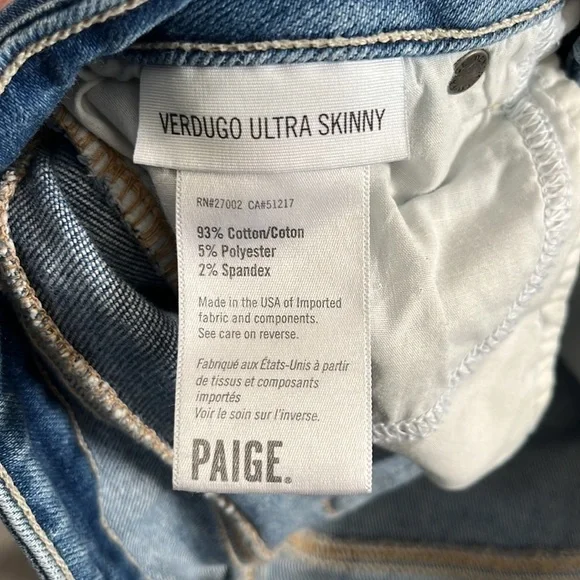 VERDUGO ULTRA SKINNY
RN#27002 CA#51217
93% Cotton/Coton
5% Polyester
2% Spandex
Made in the USA of Imported
fabric and components.
See care on reverse.
Fabriqué aux États-Unis à partir
de tissus et composants
importés
Voir le soin sur l'inverse.
PAIGE®